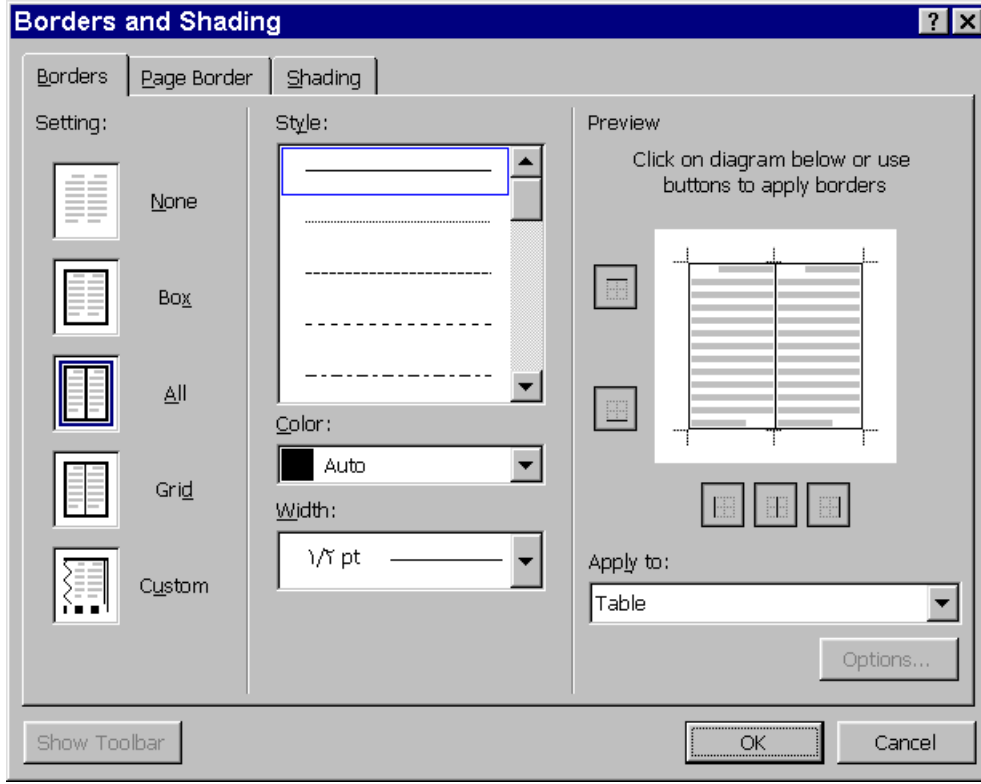 Borders and Shading
Borders
Page Border
Shading
Setting:
None
Box
All
Grid
Custom
Style:
Color:
Auto
Width:
۱/۲ pt
Preview
Click on diagram below or use
buttons to apply borders
Apply to:
Table
Options...
Show Toolbar
OK
Cancel